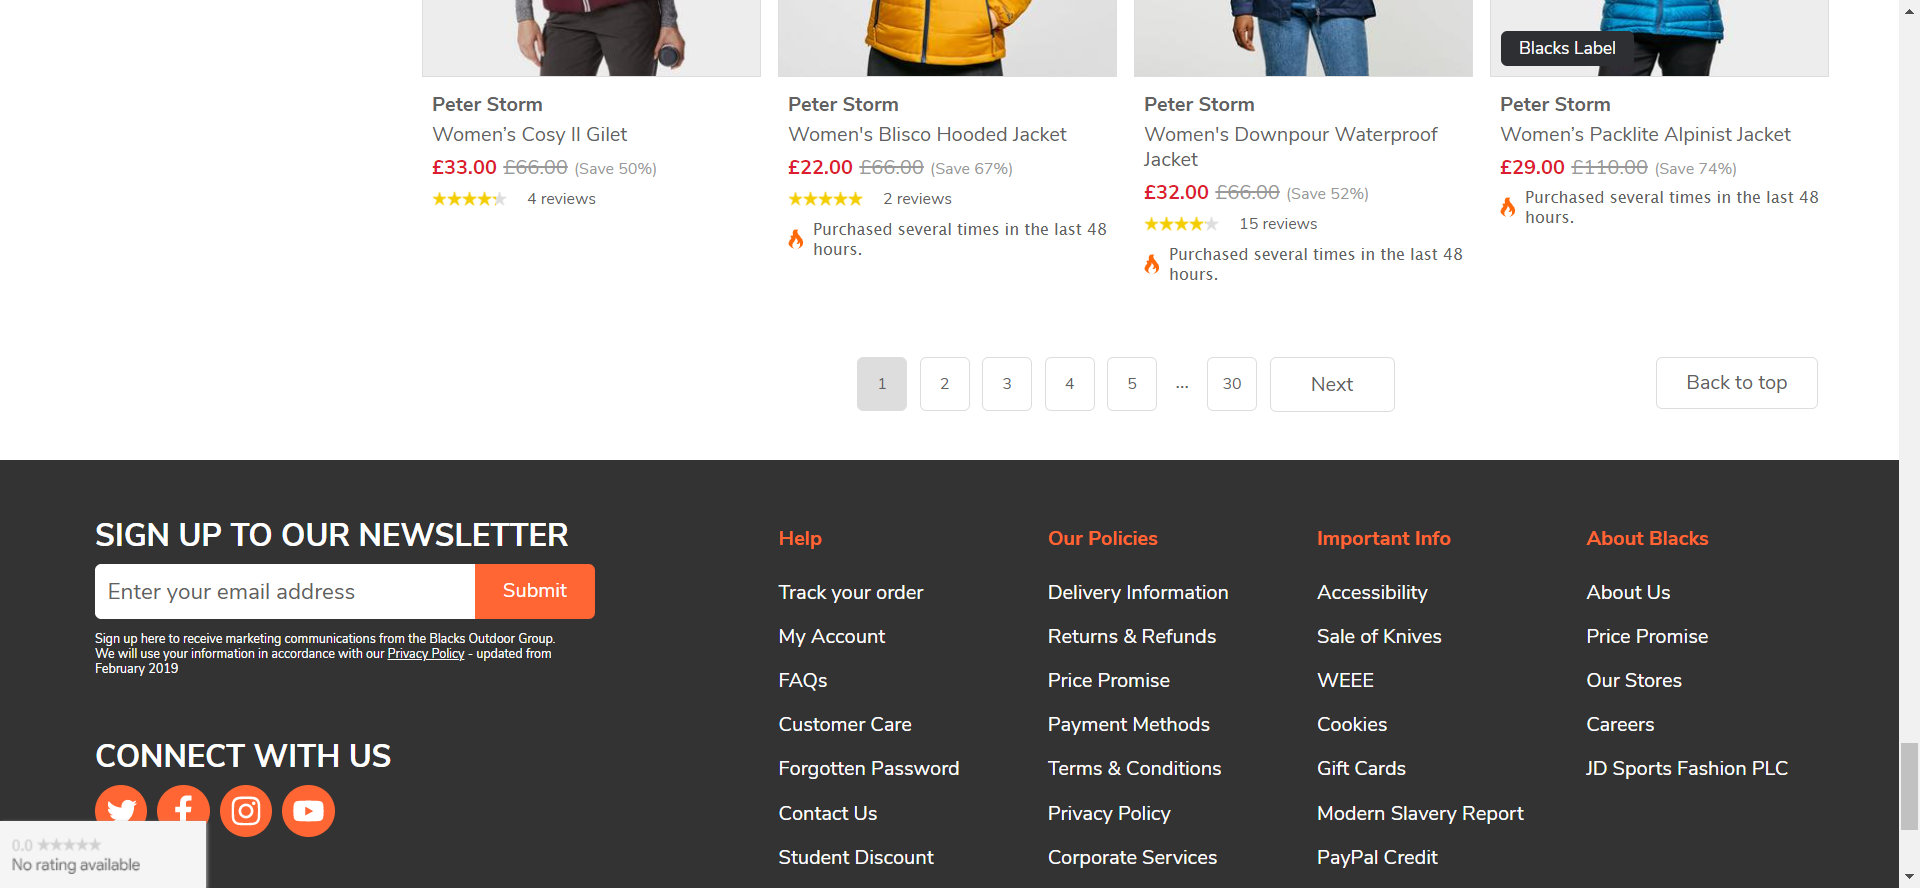 Blacks Label
Peter Storm
Women’s Cosy II Gilet
£33.00 £66.00 (Save 50%)
4 reviews
Peter Storm
Women's Blisco Hooded Jacket
£22.00 £66.00 (Save 67%)
2 reviews
Purchased several times in the last 48
hours.
Peter Storm
Women's Downpour Waterproof
Jacket
£32.00 £66.00 (Save 52%)
15 reviews
Purchased several times in the last 48
hours.
Peter Storm
Women’s Packlite Alpinist Jacket
£29.00 £110.00 (Save 74%)
Purchased several times in the last 48
hours.
1 2 3 4 5 ... 30 Next
Back to top
SIGN UP TO OUR NEWSLETTER
Enter your email address
Submit
Sign up here to receive marketing communications from the Blacks Outdoor Group.
We will use your information in accordance with our Privacy Policy - updated from
February 2019
CONNECT WITH US
0.0
No rating available
Help
Track your order
My Account
FAQs
Customer Care
Forgotten Password
Contact Us
Student Discount
Our Policies
Delivery Information
Returns & Refunds
Price Promise
Payment Methods
Terms & Conditions
Privacy Policy
Corporate Services
Important Info
Accessibility
Sale of Knives
WEEE
Cookies
Gift Cards
Modern Slavery Report
PayPal Credit
About Blacks
About Us
Price Promise
Our Stores
Careers
JD Sports Fashion PLC